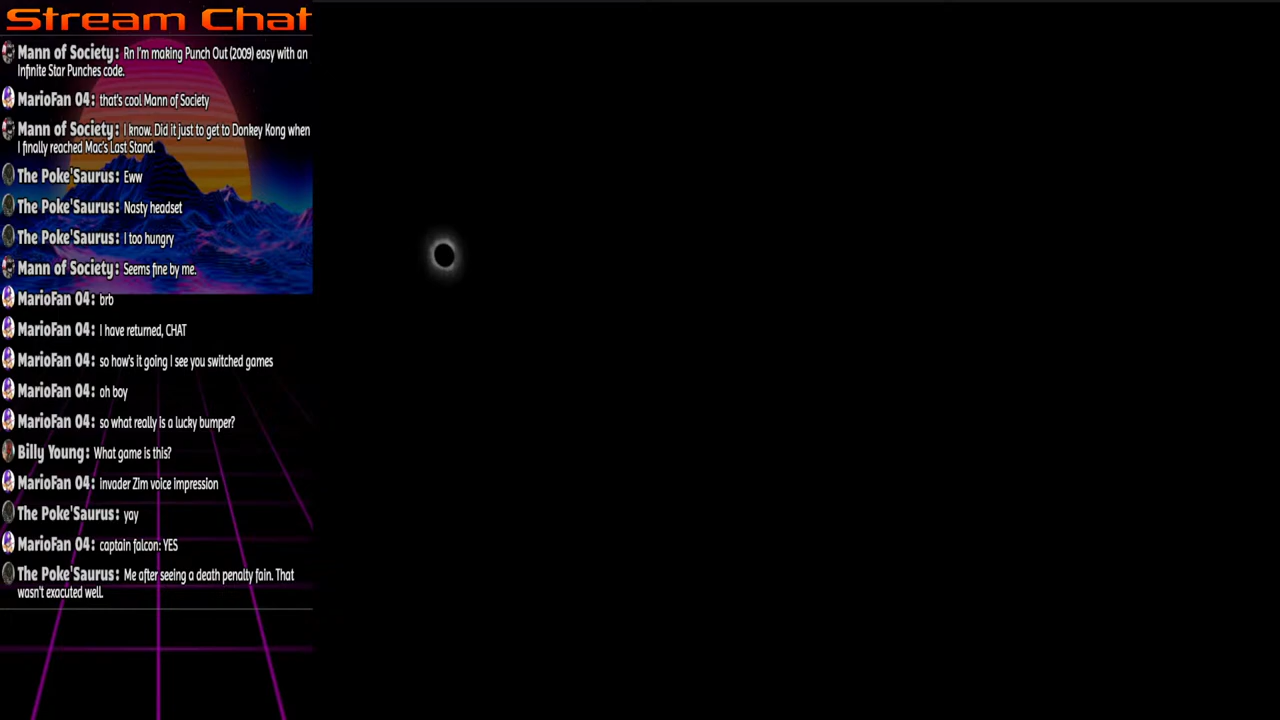 Stream Chat
Mann of Society: Rn I'm making Punch Out (2009) easy with an
Infinite Star Punches code.
MarioFan 04: that's cool Mann of Society
Mann of Society: I know. Did it just to get to Donkey Kong when
I finally reached Mac's Last Stand.
The Poke'Saurus: Eww
The Poke'Saurus: Nasty headset
The Poke'Saurus: I too hungry
Mann of Society: Seems fine by me.
MarioFan 04: brb
MarioFan 04: I have returned, CHAT
MarioFan 04: so how's it going I see you switched games
MarioFan 04: oh boy
MarioFan 04: so what really is a lucky bumper?
Billy Young: What game is this?
MarioFan 04: invader Zim voice impression
The Poke'Saurus: yay
MarioFan 04: captain falcon: YES
The Poke'Saurus: Me after seeing a death penalty fain. That
wasn't exacuted well.